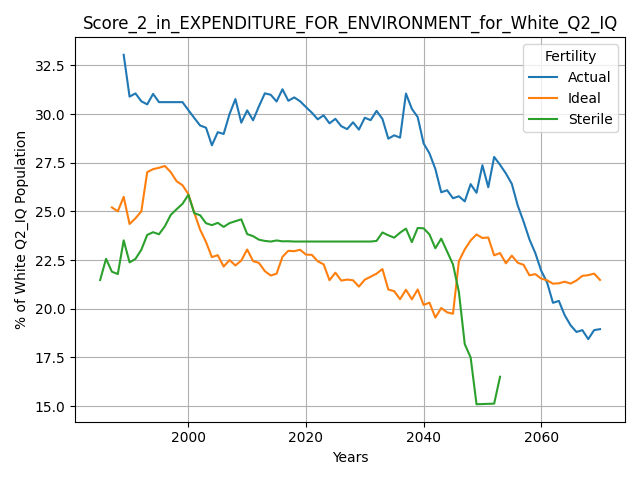 Score_2_in_EXPENDITURE_FOR_ENVIRONMENT_for_White_Q2_IQ
Fertility
Actual
Ideal
Sterile
% of White Q2_IQ Population
32.5
30.0
27.5
25.0
22.5
20.0
17.5
15.0
2000
2020
2040
2060
Years